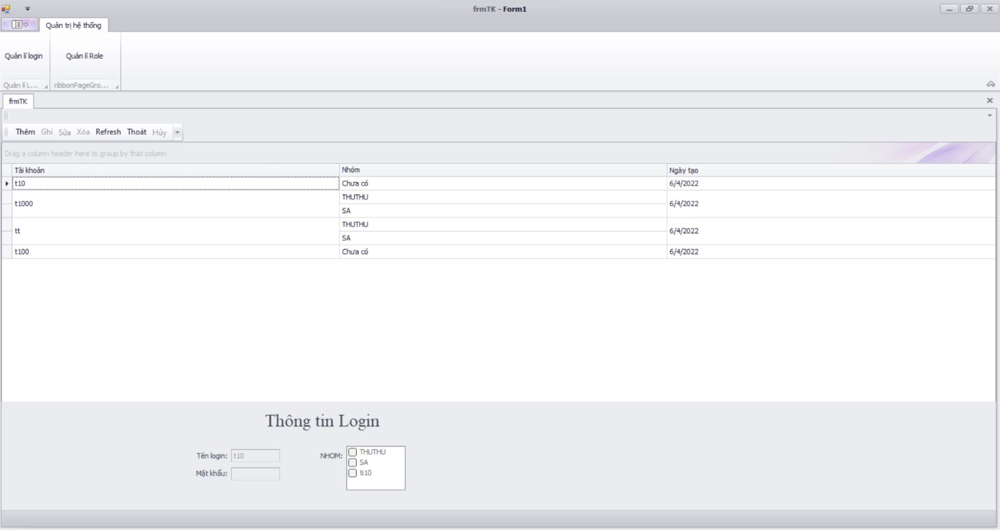 frmTK - Form1
Quản trị hệ thống
Quản lí login
Quản lí Role
Quản lí L...
ribbonPageGro...
frmTK
Thêm Ghi Sửa Xóa Refresh Thoát Hủy
Drag a column header here to group by that column
Tài khoản Nhóm Ngày tạo
t10 Chưa có 6/4/2022
t1000 THUTHU 6/4/2022
SA
tt THUTHU 6/4/2022
SA
t100 Chưa có 6/4/2022
Thông tin Login
Tên login: t10
Mật khẩu:
NHOM: THUTHU
SA
ti10